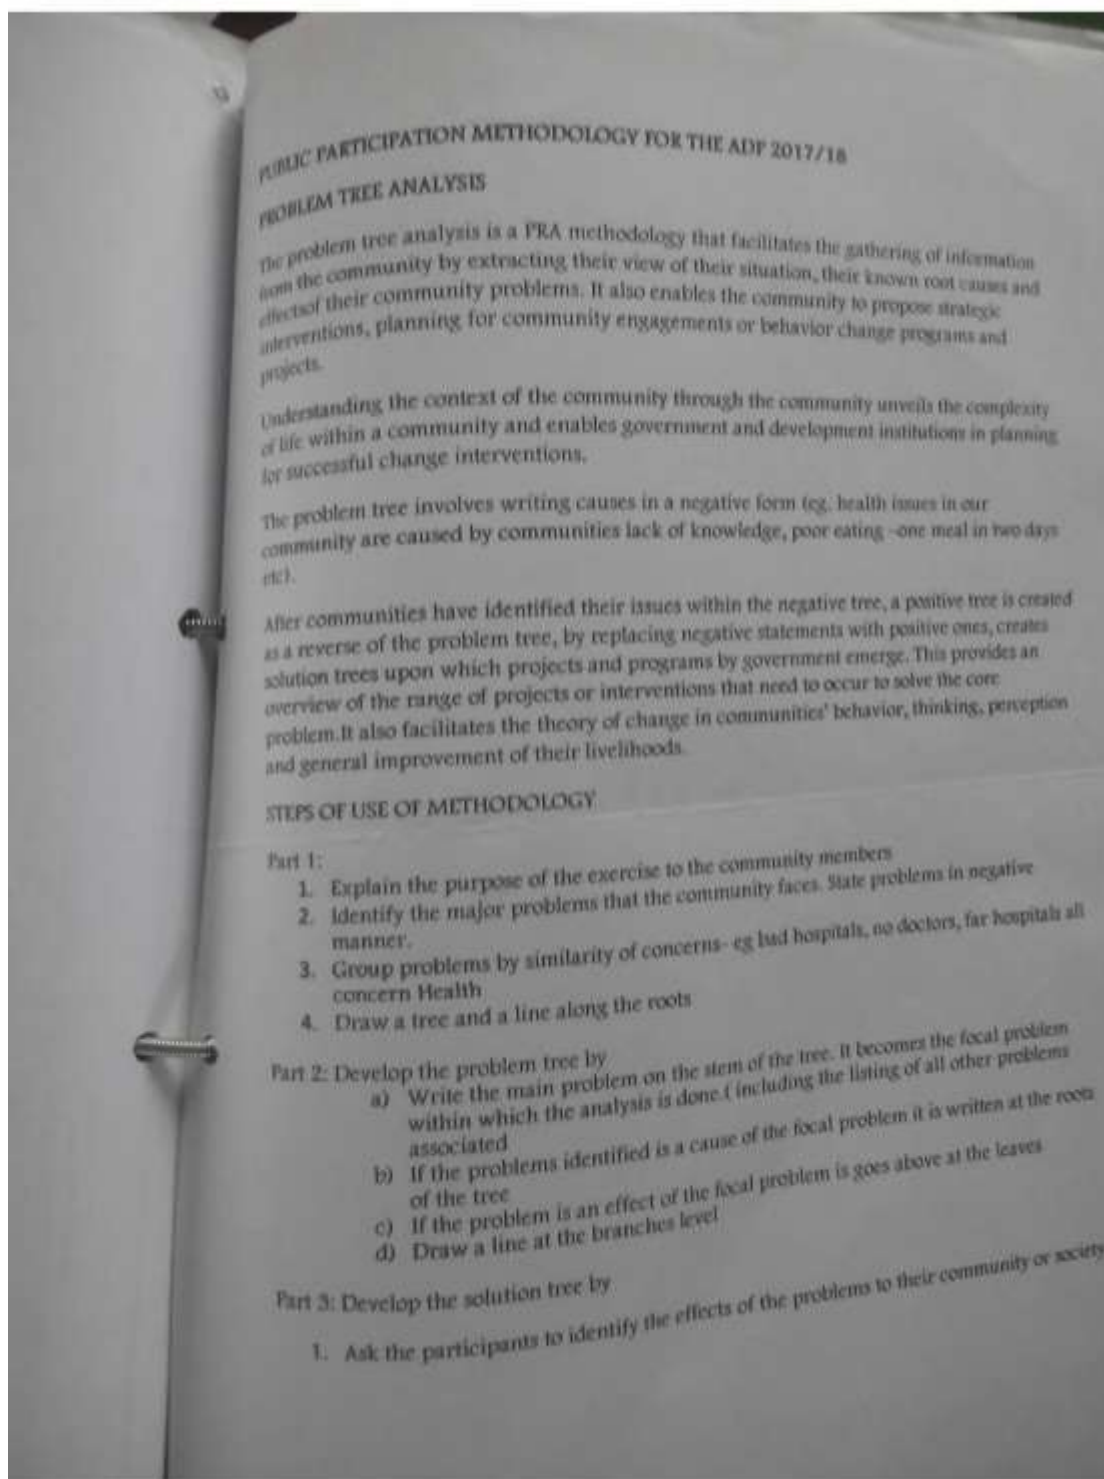 PUBLIC PARTICIPATION METHODOLOGY FOR THE ADP 2017/18
PROBLEM TREE ANALYSIS
The problem tree analysis is a PRA methodology that facilitates the gathering of information
from the community by extracting their view of their situation, their known root causes and
effectsof their community problems. It also enables the community to propose strategic
interventions, planning for community engagements or behavior change programs and
projects.
Understanding the context of the community through the community unveils the complexity
of life within a community and enables government and development institutions in planning
for successful change interventions.
The problem tree involves writing causes in a negative form (eg. health issues in our
community are caused by communities lack of knowledge, poor eating -one meal in two days
etc).
After communities have identified their issues within the negative tree, a positive tree is created
as a reverse of the problem tree, by replacing negative statements with positive ones, creates
solution trees upon which projects and programs by government emerge. This provides an
overview of the range of projects or interventions that need to occur to solve the core
problem.It also facilitates the theory of change in communities' behavior, thinking, perception
and general improvement of their livelihoods.
STEPS OF USE OF METHODOLOGY
Part 1:
1. Explain the purpose of the exercise to the community members
2. Identify the major problems that the community faces. State problems in negative
manner.
3. Group problems by similarity of concerns- eg bad hospitals, no doctors, far hospitals all
concern Health
4. Draw a tree and a line along the roots
Part 2: Develop the problem tree by
a) Write the main problem on the stem of the tree. It becomes the focal problem
within which the analysis is done.( including the listing of all other problems
associated
b) If the problems identified is a cause of the focal problem it is written at the roots
of the tree
c) If the problem is an effect of the focal problem is goes above at the leaves
d) Draw a line at the branches level
Part 3: Develop the solution tree by
1. Ask the participants to identify the effects of the problems to their community or society